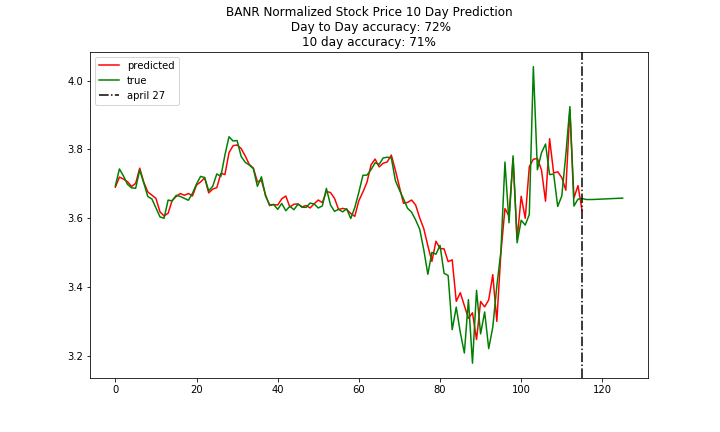 BANR Normalized Stock Price 10 Day Prediction
Day to Day accuracy: 72%
10 day accuracy: 71%
predicted
true
april 27
4.0
3.8
3.6
3.4
3.2
0 20 40 60 80 100 120